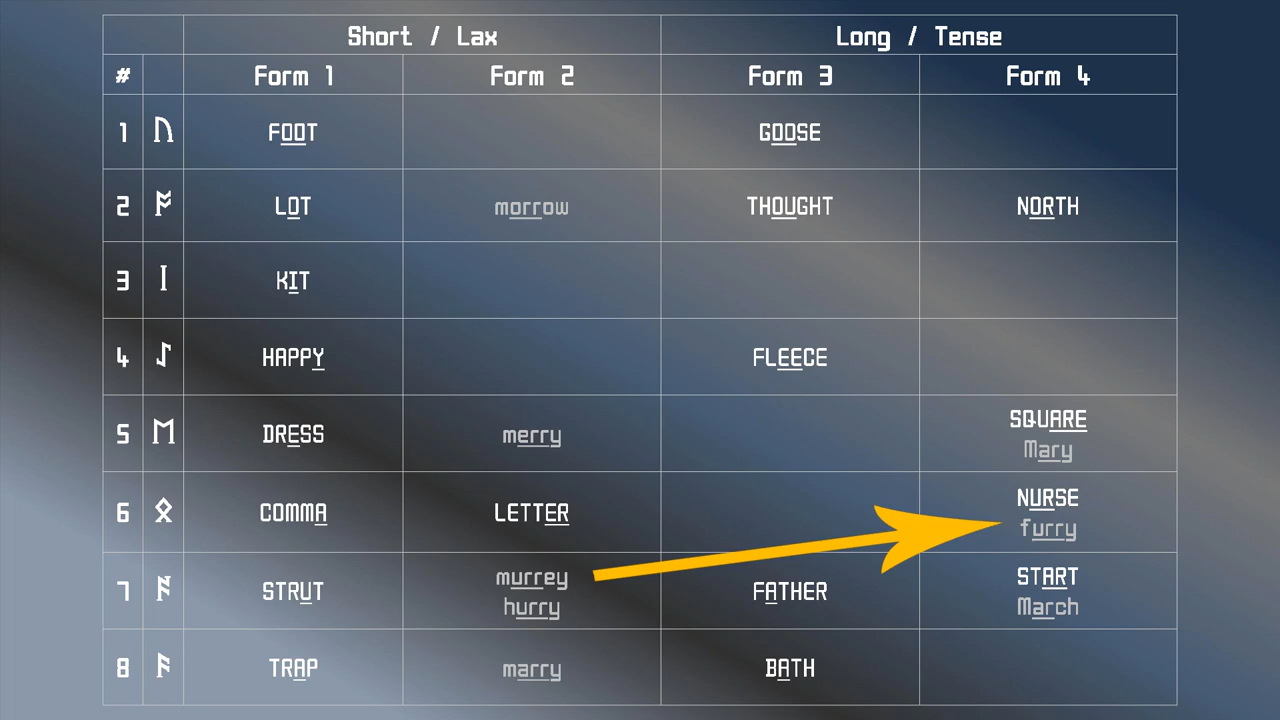 Short / Lax Long / Tense
# Form 1 Form 2 Form 3 Form 4
1 ᚢ FOOT GOOSE
2 ᚩ LOT morrow THOUGHT NORTH
3 ᛁ KIT
4 ᛇ HAPPY FLEECE
5 ᛖ DRESS merry SQUARE
Mary
6 ᛟ COMMA LETTER NURSE
furry
7 ᚪ STRUT murrey FATHER START
hurry March
8 ᚫ TRAP marry BATH